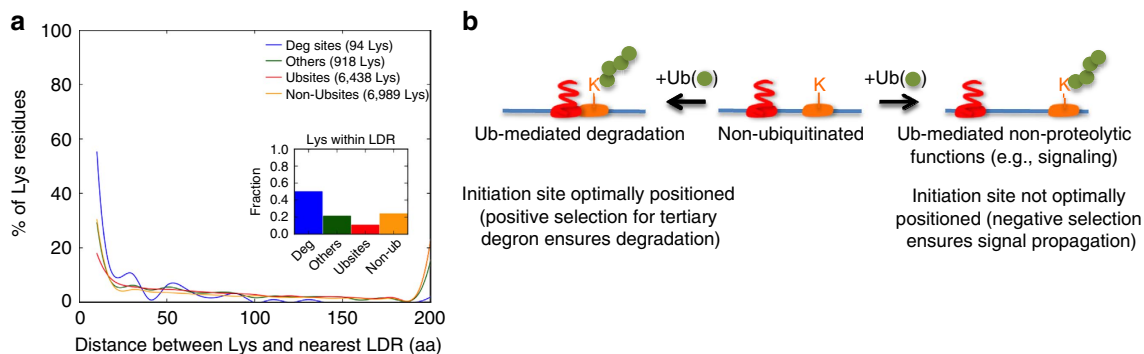 a
100
80
60
40
20
0
% of Lys residues
Deg sites (94 Lys)
Others (918 Lys)
Ubsites (6,438 Lys)
Non-Ubsites (6,989 Lys)
Lys within LDR
1.0
0.8
0.6
0.4
0.2
0.0
Fraction
Deg
Others
Ubsites
Non-ub
0 50 100 150 200
Distance between Lys and nearest LDR (aa)
b
K
+Ub( )
K
+Ub( )
K
Ub-mediated degradation
Non-ubiquitinated
Ub-mediated non-proteolytic
functions (e.g., signaling)
Initiation site optimally positioned
(positive selection for tertiary
degron ensures degradation)
Initiation site not optimally
positioned (negative selection
ensures signal propagation)